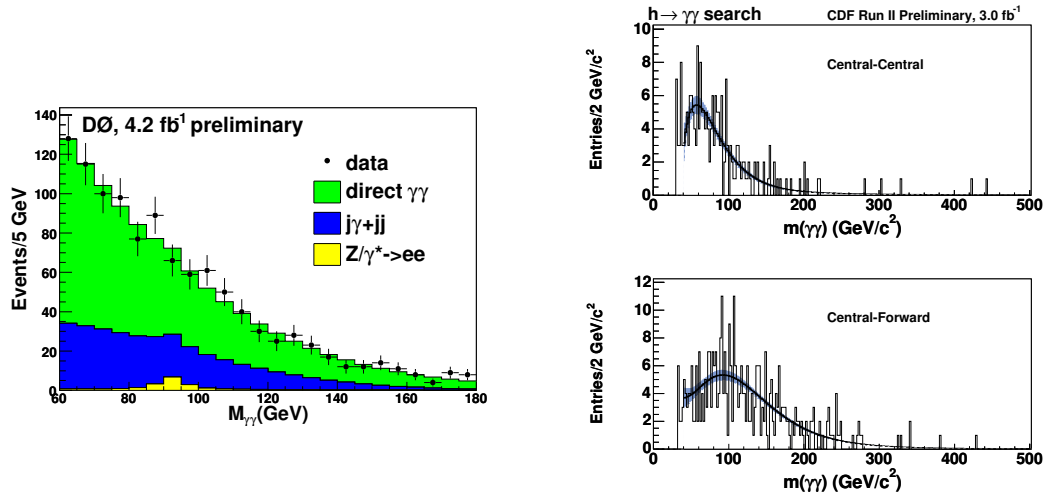 DØ, 4.2 fb-1 preliminary
data
direct γγ
jγ+jj
Z/γ*->ee
Events/5 GeV
140
120
100
80
60
40
20
0
60 80 100 120 140 160 180
Mγγ(GeV)
h→ γγ search
CDF Run II Preliminary, 3.0 fb-1
Central-Central
Entries/2 GeV/c2
10
8
6
4
2
0
0 100 200 300 400 500
m(γγ) (GeV/c2)
Central-Forward
Entries/2 GeV/c2
12
10
8
6
4
2
0
0 100 200 300 400 500
m(γγ) (GeV/c2)